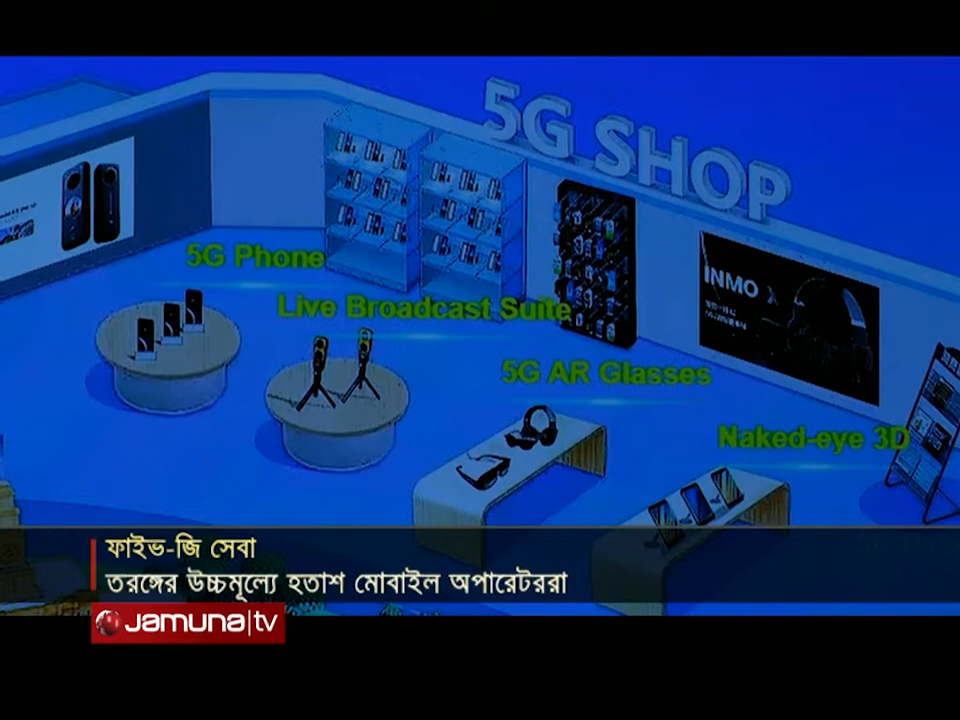 5G SHOP
5G Phone
Live Broadcast Suite
INMO X
5G AR Glasses
Naked-eye 3D
ফাইভ-জি সেবা
তরঙ্গের উচ্চমূল্যে হতাশ মোবাইল অপারেটররা
Jamuna|tv